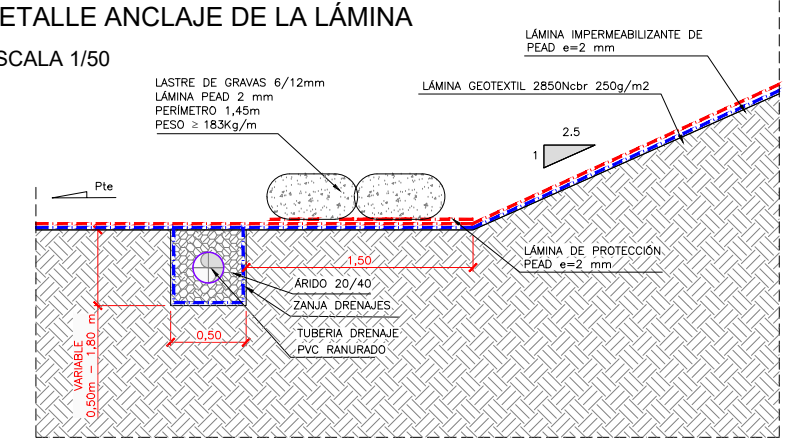 ETALLE ANCLAJE DE LA LÁMINA
SCALA 1/50
LÁMINA IMPERMEABILIZANTE DE
PEAD e=2 mm
LASTRE DE GRAVAS 6/12mm
LÁMINA PEAD 2 mm
PERÍMETRO 1,45m
PESO ≥ 183Kg/m
LÁMINA GEOTEXTIL 2850Ncbr 250g/m2
2.5
1
Pte
LÁMINA DE PROTECCIÓN
PEAD e=2 mm
1,50
ÁRIDO 20/40
ZANJA DRENAJES
TUBERIA DRENAJE
PVC RANURADO
0,50
VARIABLE
0,50m – 1,80 m